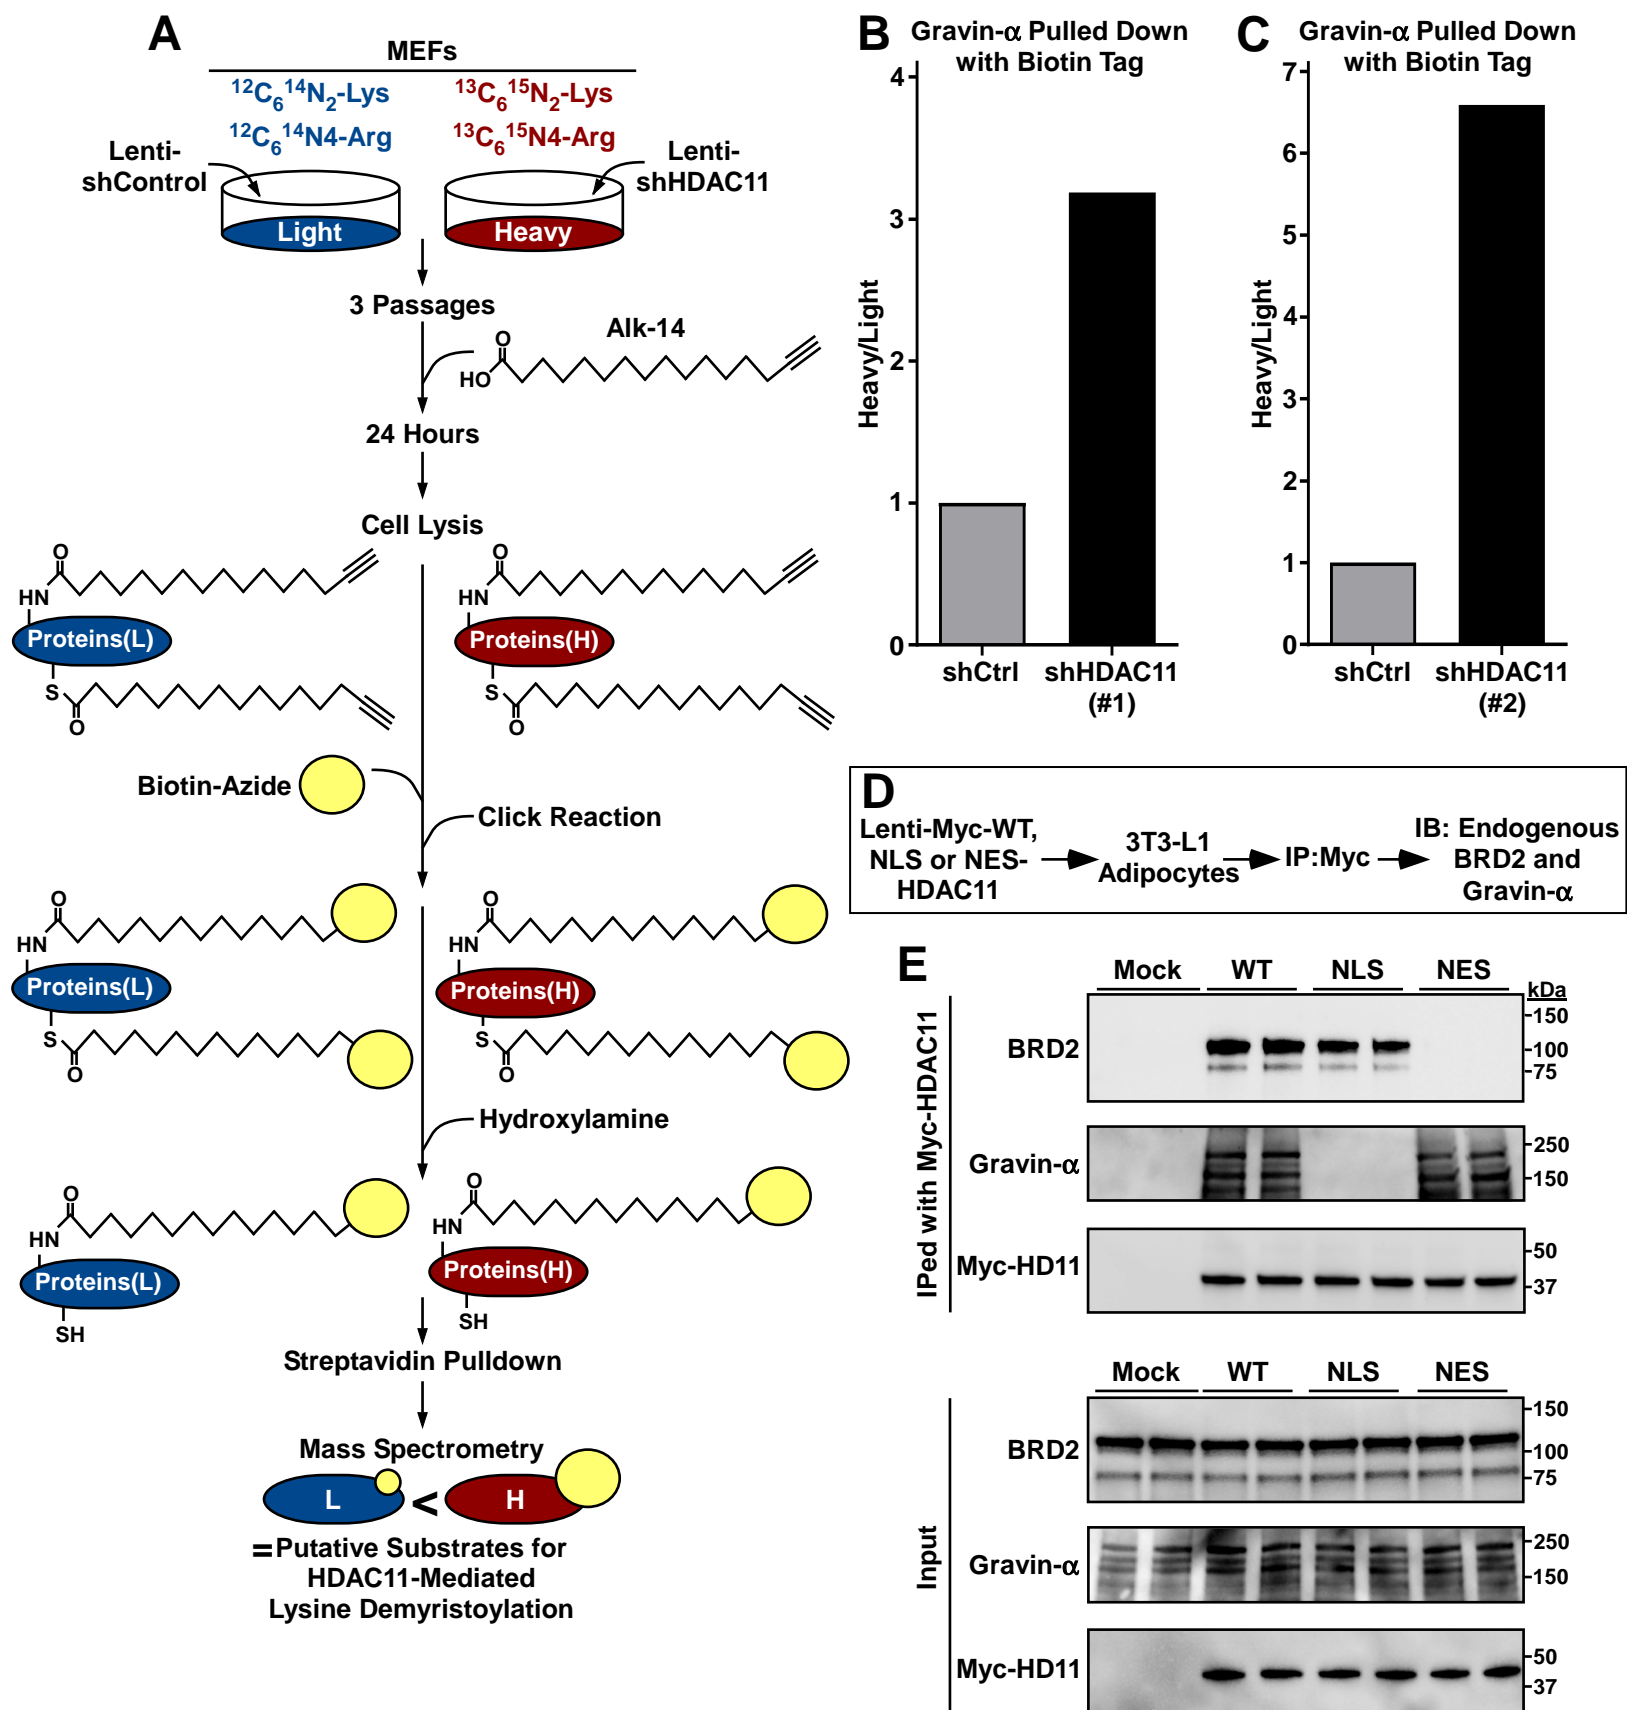 A
MEFs
¹²C₆¹⁴N₂-Lys
¹²C₆¹⁴N4-Arg
¹³C₆¹⁵N₂-Lys
¹³C₆¹⁵N4-Arg
Lenti-
shControl
Lenti-
shHDAC11
Light
Heavy
3 Passages
Alk-14
O
HO
24 Hours
Cell Lysis
O
HN
Proteins(L)
S
O
O
HN
Proteins(H)
S
O
Biotin-Azide
Click Reaction
O
HN
Proteins(L)
S
O
O
HN
Proteins(H)
S
O
Hydroxylamine
O
HN
Proteins(L)
SH
O
HN
Proteins(H)
SH
Streptavidin Pulldown
Mass Spectrometry
L < H
=Putative Substrates for
HDAC11-Mediated
Lysine Demyristoylation
B
Gravin-α Pulled Down
with Biotin Tag
Heavy/Light
4
3
2
1
0
shCtrl
shHDAC11
(#1)
C
Gravin-α Pulled Down
with Biotin Tag
Heavy/Light
7
6
5
4
3
2
1
0
shCtrl
shHDAC11
(#2)
D
Lenti-Myc-WT,
NLS or NES-
HDAC11
3T3-L1
Adipocytes
IP:Myc
IB: Endogenous
BRD2 and
Gravin-α
E
Mock WT NLS NES
kDa
IPed with Myc-HDAC11
BRD2
150
100
75
Gravin-α
250
150
Myc-HD11
50
37
Mock WT NLS NES
Input
BRD2
150
100
75
Gravin-α
250
150
Myc-HD11
50
37